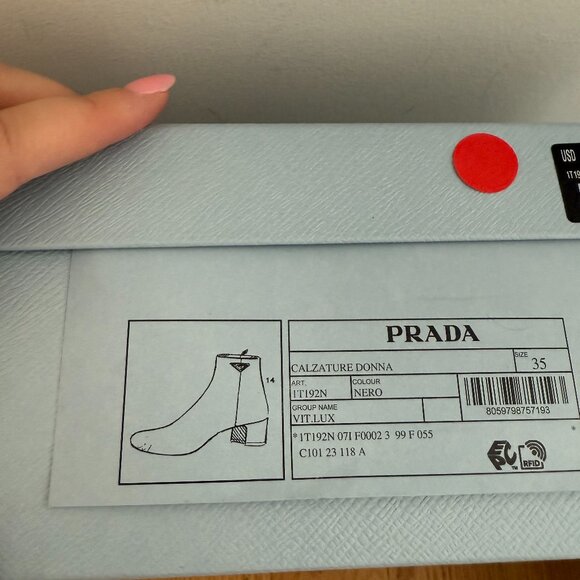 USD
1T19
PRADA
CALZATURE DONNA
SIZE
35
ART.
1T192N
COLOUR
NERO
GROUP NAME
VIT.LUX
8059798757193
*1T192N 07I F0002 3 99 F 055
*
C101 23 118 A
14
EPC™
RFID